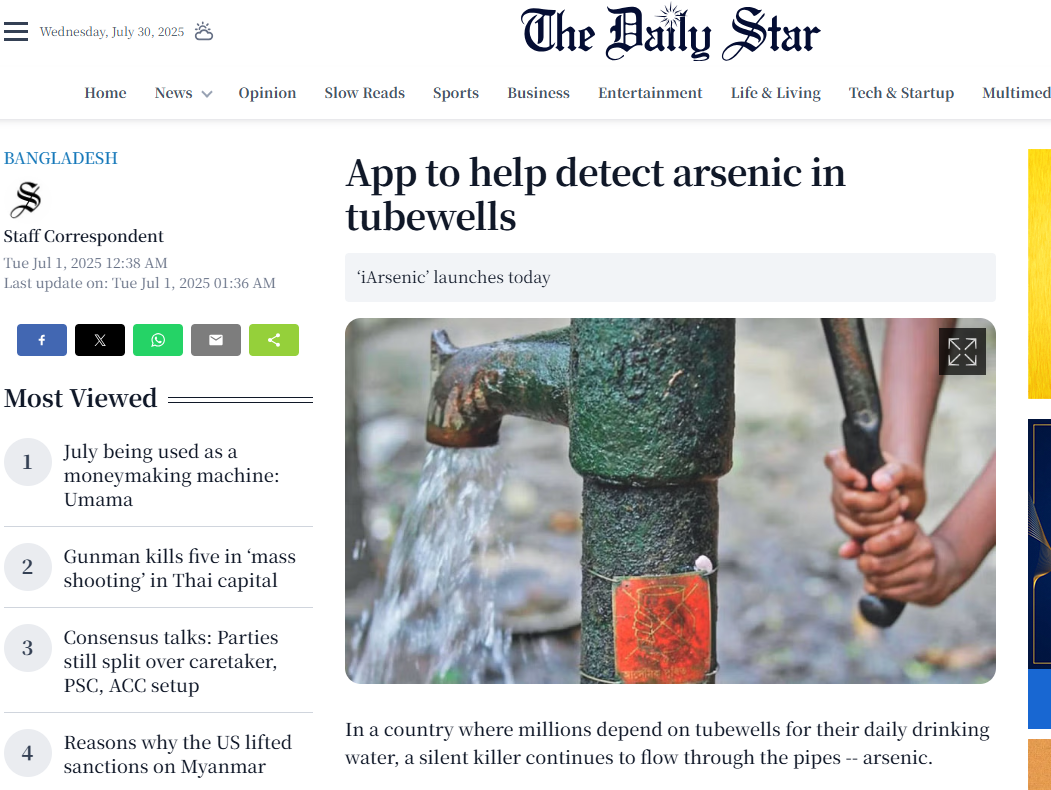 Wednesday, July 30, 2025
The Daily Star
Home News Opinion Slow Reads Sports Business Entertainment Life & Living Tech & Startup Multimed
BANGLADESH
S
Staff Correspondent
Tue Jul 1, 2025 12:38 AM
Last update on: Tue Jul 1, 2025 01:36 AM
f X
Most Viewed
1 July being used as a
moneymaking machine:
Umama
2 Gunman kills five in ‘mass
shooting’ in Thai capital
3 Consensus talks: Parties
still split over caretaker,
PSC, ACC setup
4 Reasons why the US lifted
sanctions on Myanmar
App to help detect arsenic in
tubewells
‘iArsenic’ launches today
In a country where millions depend on tubewells for their daily drinking
water, a silent killer continues to flow through the pipes -- arsenic.